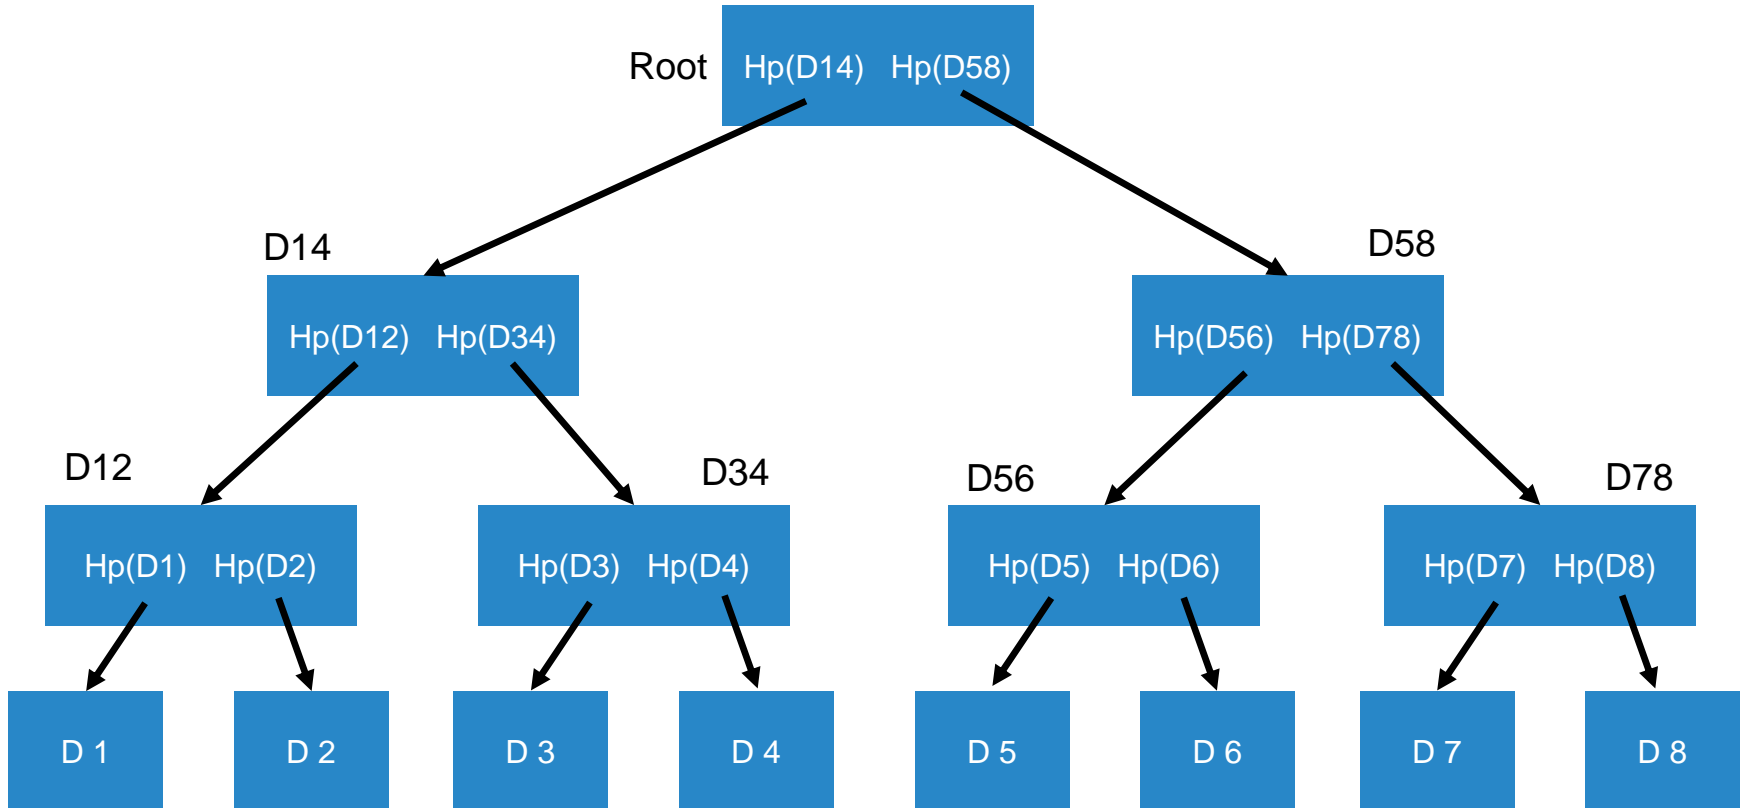 Root
Hp(D14) Hp(D58)
D14
D58
Hp(D12) Hp(D34)
Hp(D56) Hp(D78)
D12
D34
D56
D78
Hp(D1) Hp(D2)
Hp(D3) Hp(D4)
Hp(D5) Hp(D6)
Hp(D7) Hp(D8)
D 1
D 2
D 3
D 4
D 5
D 6
D 7
D 8